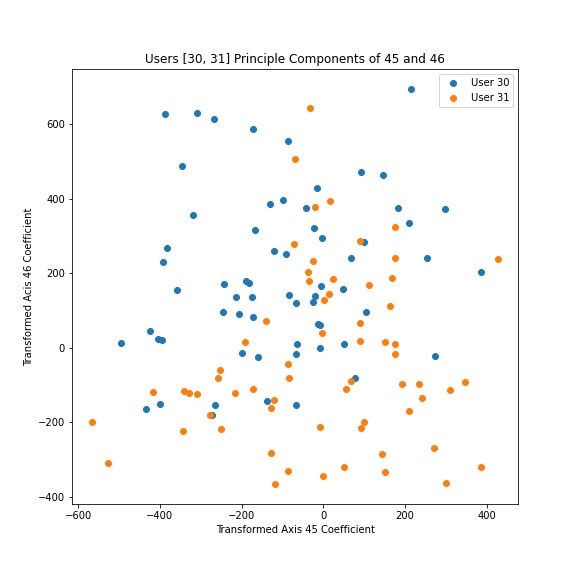 Users [30, 31] Principle Components of 45 and 46
User 30
User 31
Transformed Acis 46 Coefficient
600
400
200
0
−200
−400
−600
−400
−200
0
200
400
Transformed Axis 45 Coefficient